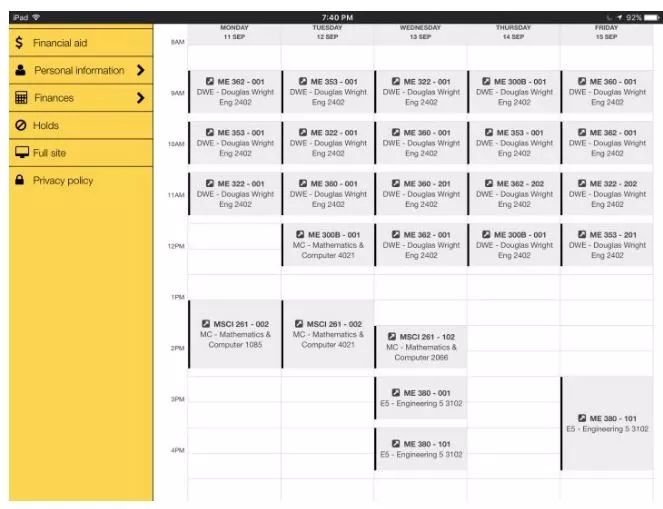 iPad 7:40 PM 92%
MONDAY TUESDAY WEDNESDAY THURSDAY FRIDAY
11 SEP 12 SEP 13 SEP 14 SEP 15 SEP
Financial aid
Personal information
Finances
Holds
Full site
Privacy policy
8AM
9AM
ME 362 - 001
DWE - Douglas Wright
Eng 2402
ME 353 - 001
DWE - Douglas Wright
Eng 2402
ME 322 - 001
DWE - Douglas Wright
Eng 2402
ME 300B - 001
DWE - Douglas Wright
Eng 2402
ME 360 - 001
DWE - Douglas Wright
Eng 2402
10AM
ME 353 - 001
DWE - Douglas Wright
Eng 2402
ME 322 - 001
DWE - Douglas Wright
Eng 2402
ME 360 - 001
DWE - Douglas Wright
Eng 2402
ME 353 - 001
DWE - Douglas Wright
Eng 2402
ME 362 - 001
DWE - Douglas Wright
Eng 2402
11AM
ME 322 - 001
DWE - Douglas Wright
Eng 2402
ME 360 - 001
DWE - Douglas Wright
Eng 2402
ME 360 - 201
DWE - Douglas Wright
Eng 2402
ME 362 - 202
DWE - Douglas Wright
Eng 2402
ME 322 - 202
DWE - Douglas Wright
Eng 2402
12PM
ME 300B - 001
MC - Mathematics &
Computer 4021
ME 362 - 001
DWE - Douglas Wright
Eng 2402
ME 300B - 001
DWE - Douglas Wright
Eng 2402
ME 353 - 201
DWE - Douglas Wright
Eng 2402
1PM
2PM
MSCI 261 - 002
MC - Mathematics &
Computer 1085
MSCI 261 - 002
MC - Mathematics &
Computer 4021
MSCI 261 - 102
MC - Mathematics &
Computer 2066
3PM
ME 380 - 001
E5 - Engineering 5 3102
ME 380 - 101
E5 - Engineering 5 3102
4PM
ME 380 - 101
E5 - Engineering 5 3102